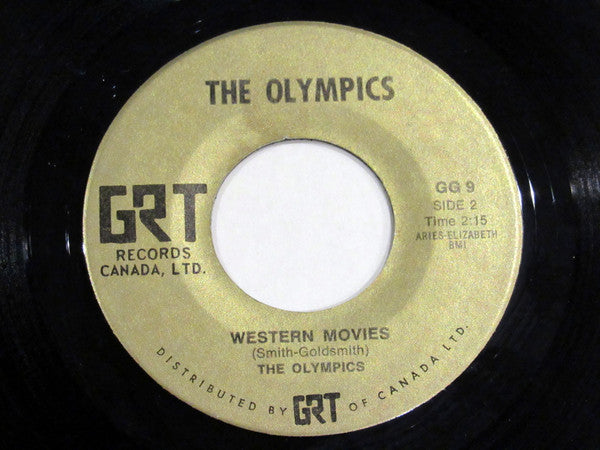 THE OLYMPICS
GRT
RECORDS
CANADA, LTD.
GG 9
SIDE 2
Time 2:15
ARIES-ELIZABETH
BMI
WESTERN MOVIES
(Smith-Goldsmith)
THE OLYMPICS
DISTRIBUTED BY GRT OF CANADA LTD.